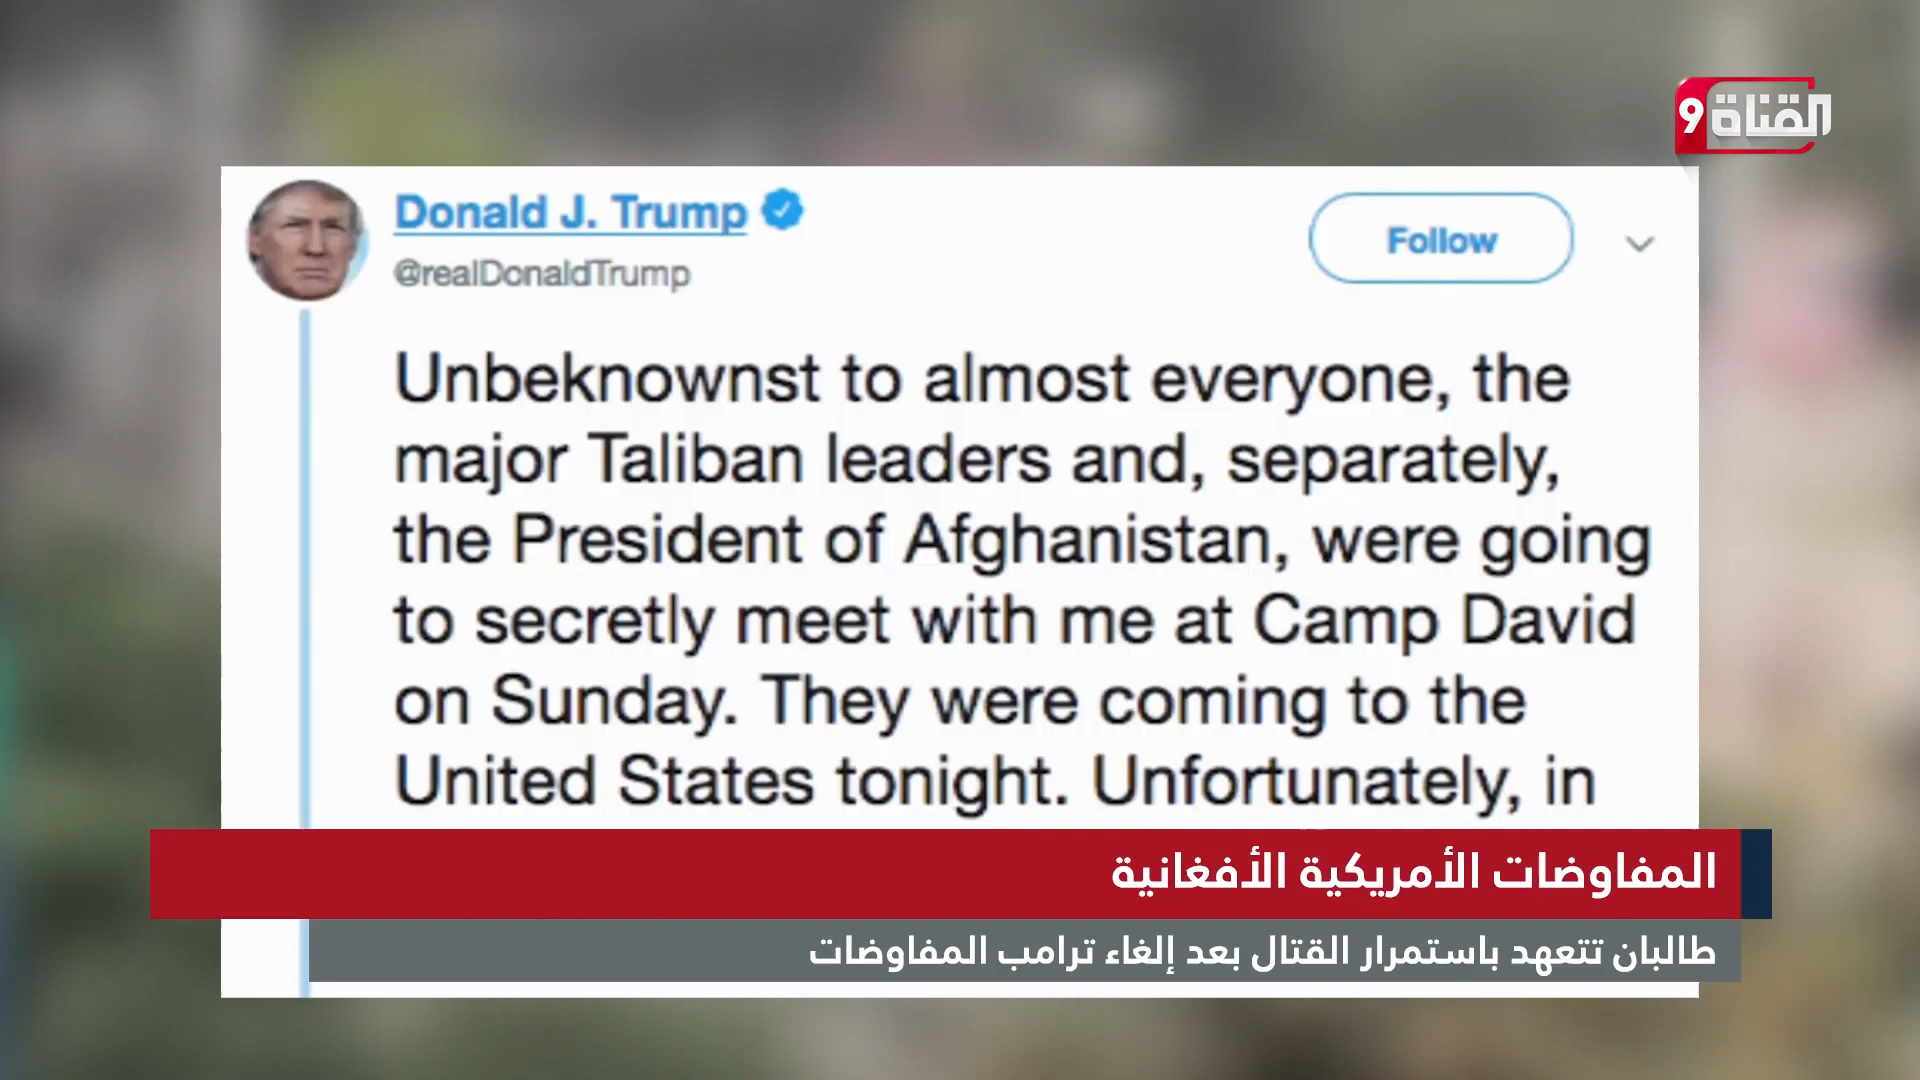 القناة 9
Donald J. Trump
@realDonaldTrump
Follow
Unbeknownst to almost everyone, the
major Taliban leaders and, separately,
the President of Afghanistan, were going
to secretly meet with me at Camp David
on Sunday. They were coming to the
United States tonight. Unfortunately, in
المفاوضات الأمريكية الأفغانية
طالبان تتعهد باستمرار القتال بعد إلغاء ترامب المفاوضات